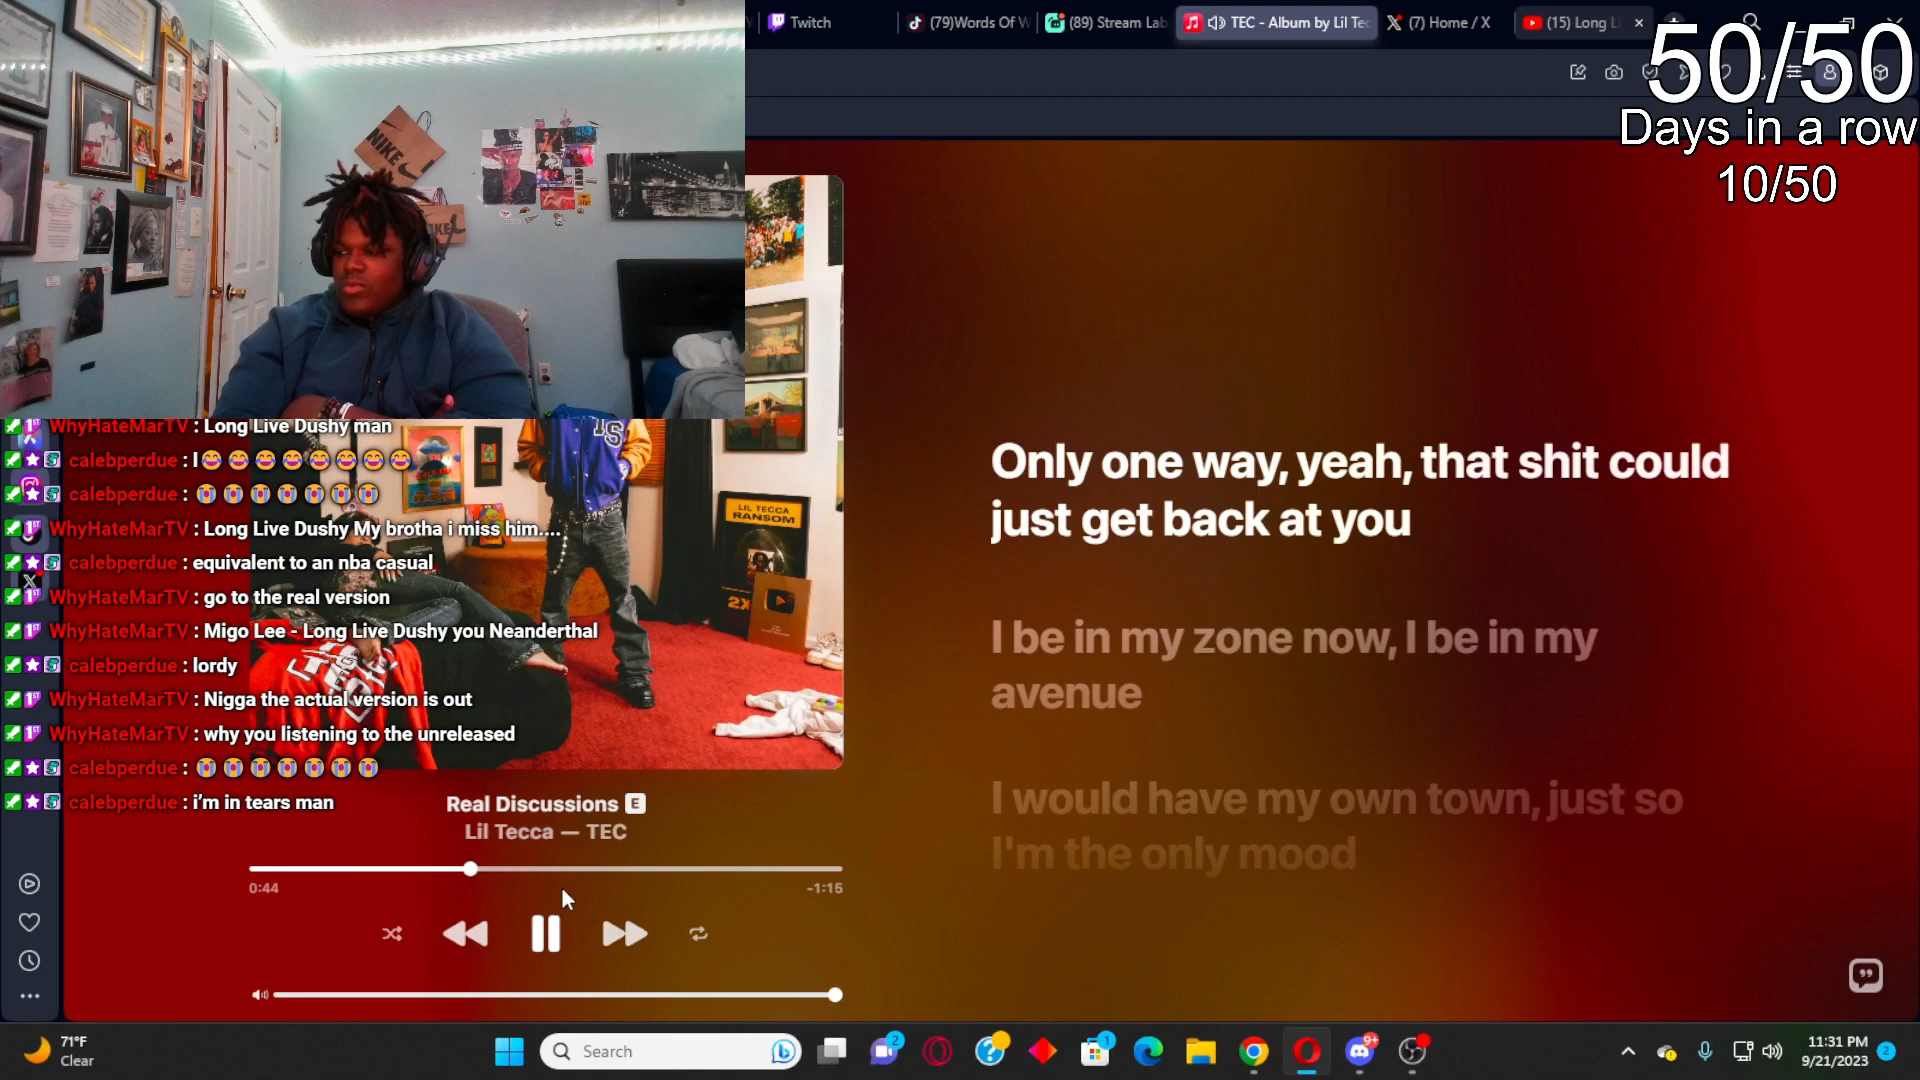 Twitch
(79)Words Of W
(89) Stream Lab
TEC - Album by Lil Tec
(7) Home / X
(15) Long Li
50/50
Days in a row
10/50
NIKE
WhyHateMarTV : Long Live Dushy man
calebperdue : l😂😂😂😂😂😂😂😂
calebperdue : 😭😭😭😭😭😭😭
WhyHateMarTV : Long Live Dushy My brotha i miss him....
calebperdue : equivalent to an nba casual
WhyHateMarTV : go to the real version
WhyHateMarTV : Migo Lee - Long Live Dushy you Neanderthal
calebperdue : lordy
WhyHateMarTV : Nigga the actual version is out
WhyHateMarTV : why you listening to the unreleased
calebperdue : 😭😭😭😭😭😭😭
calebperdue : i'm in tears man
LIL TECCA
RANSOM
2X
Real Discussions E
Lil Tecca — TEC
0:44
-1:15
Only one way, yeah, that shit could
just get back at you
I be in my zone now, I be in my
avenue
I would have my own town, just so
I'm the only mood
71°F
Clear
Search
2
1
9+
11:31 PM
9/21/2023
2